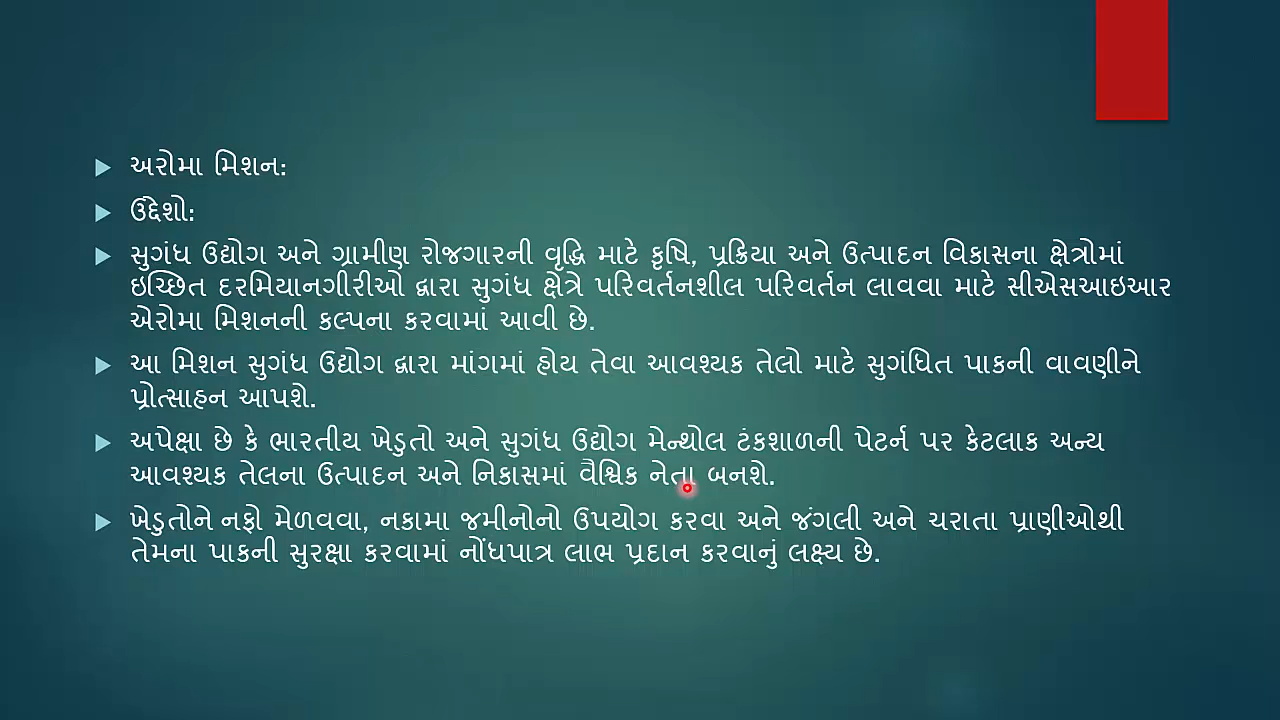 અરોમા મિશન:
ઉદ્દેશો:
સુગંધ ઉદ્યોગ અને ગ્રામીણ રોજગારની વૃદ્ધિ માટે કૃષિ, પ્રક્રિયા અને ઉત્પાદન વિકાસના ક્ષેત્રોમાં
ઇચ્છિત દરમિયાનગીરીઓ દ્વારા સુગંધ ક્ષેત્રે પરિવર્તનશીલ પરિવર્તન લાવવા માટે સીએસઆઇઆર
એરોમા મિશનની કલ્પના કરવામાં આવી છે.
આ મિશન સુગંધ ઉદ્યોગ દ્વારા માંગમાં હોય તેવા આવશ્યક તેલો માટે સુગંધિત પાકની વાવણીને
પ્રોત્સાહન આપશે.
અપેક્ષા છે કે ભારતીય ખેડુતો અને સુગંધ ઉદ્યોગ મેન્થોલ ટંકશાળની પેટર્ન પર કેટલાક અન્ય
આવશ્યક તેલના ઉત્પાદન અને નિકાસમાં વૈશ્વિક નેતા બનશે.
ખેડુતોને નફો મેળવવા, નકામા જમીનોનો ઉપયોગ કરવા અને જંગલી અને ચરાતા પ્રાણીઓથી
તેમના પાકની સુરક્ષા કરવામાં નોંધપાત્ર લાભ પ્રદાન કરવાનું લક્ષ્ય છે.